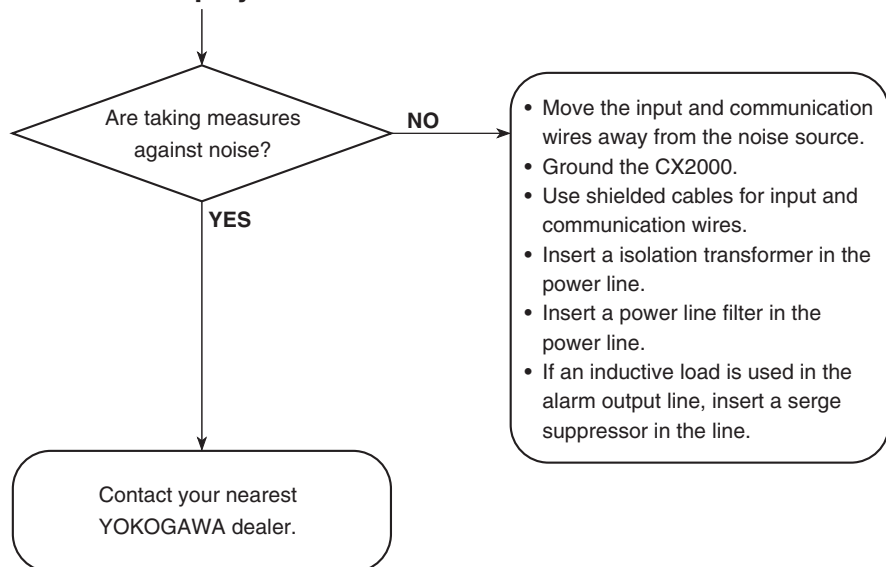 Are taking measures
against noise?
NO
YES
• Move the input and communication
wires away from the noise source.
• Ground the CX2000.
• Use shielded cables for input and
communication wires.
• Insert a isolation transformer in the
power line.
• Insert a power line filter in the
power line.
• If an inductive load is used in the
alarm output line, insert a serge
suppressor in the line.
Contact your nearest
YOKOGAWA dealer.